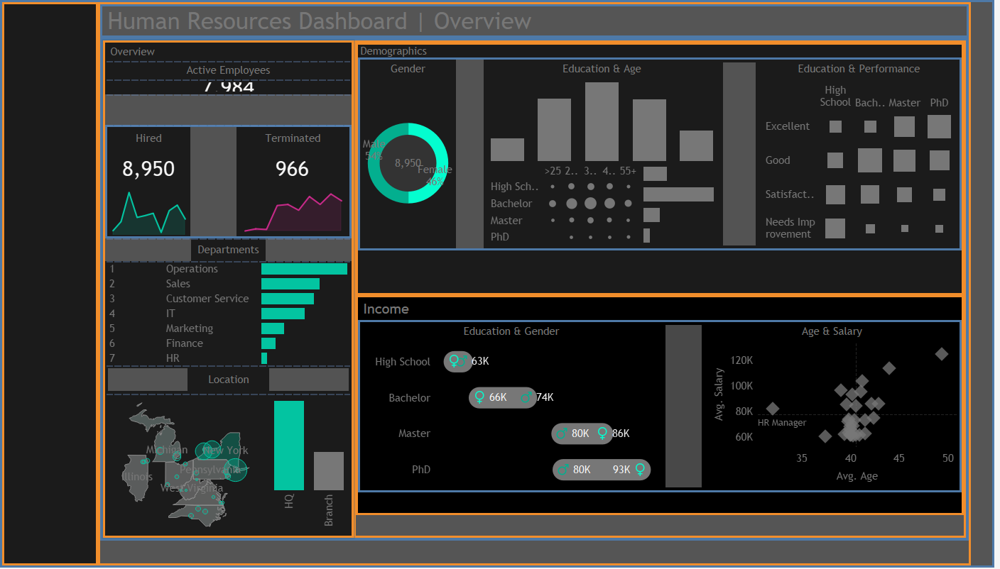 Human Resources Dashboard | Overview
Overview
Active Employees
7,984
Hired
Terminated
8,950
966
Departments
1 Operations
2 Sales
3 Customer Service
4 IT
5 Marketing
6 Finance
7 HR
Location
Michigan
New York
Illinois
Pennsylvania
West Virginia
HQ
Branch
Demographics
Gender
Male
54%
8,950
Female
46%
Education & Age
>25 2.. 3.. 4.. 55+
High Sch..
Bachelor
Master
PhD
Education & Performance
High
School Bach.. Master PhD
Excellent
Good
Satisfact..
Needs Imp
rovement
Income
Education & Gender
High School 63K
Bachelor 66K 74K
Master 80K 86K
PhD 80K 93K
Age & Salary
Avg. Salary
120K
100K
80K
60K
HR Manager
35 40 45 50
Avg. Age